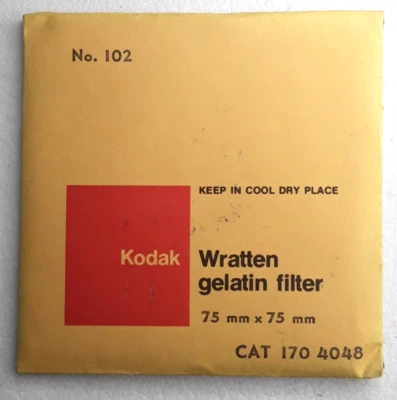 No. 102
KEEP IN COOL DRY PLACE
Kodak Wratten
gelatin filter
75 mm x 75 mm
CAT 170 4048